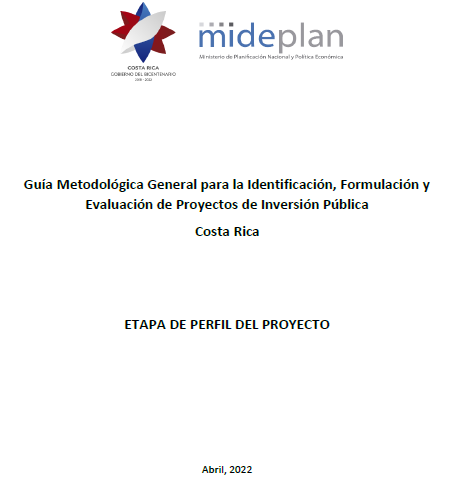 mideplan
Ministerio de Planificación Nacional y Política Económica
COSTA RICA
GOBIERNO DEL BICENTENARIO
2018 - 2022
Guía Metodológica General para la Identificación, Formulación y
Evaluación de Proyectos de Inversión Pública
Costa Rica
ETAPA DE PERFIL DEL PROYECTO
Abril, 2022